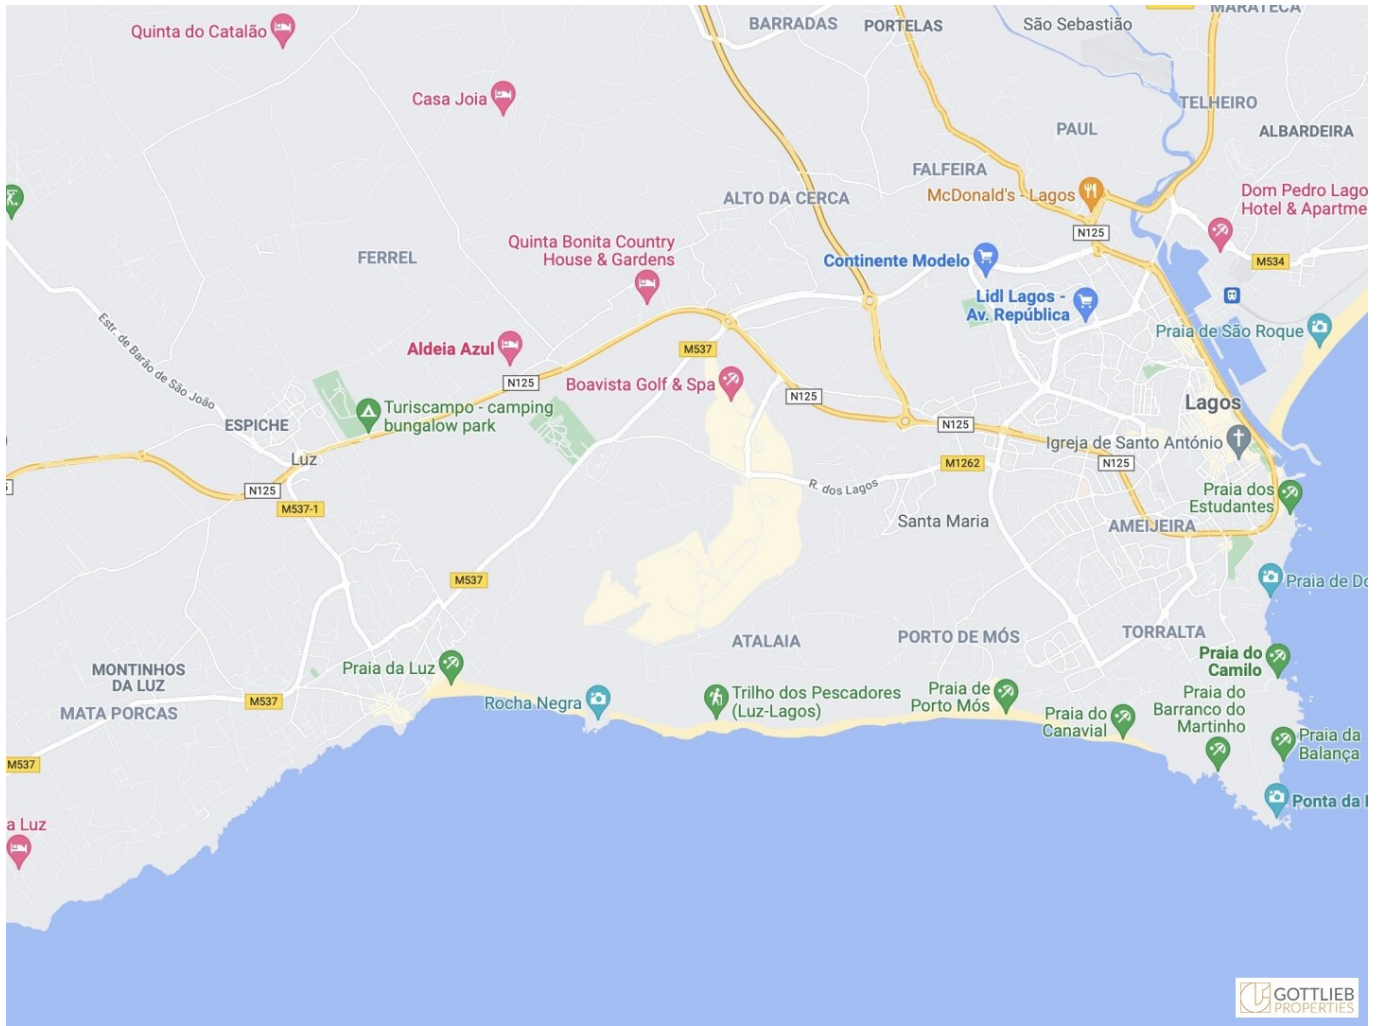 MARATECA
Quinta do Catalão
BARRADAS
PORTELAS
São Sebastião
Casa Joia
TELHEIRO
PAUL
ALBARDEIRA
FALFEIRA
McDonald's - Lagos
ALTO DA CERCA
Dom Pedro Lago
Hotel & Apartme
N125
Quinta Bonita Country
House & Gardens
FERREL
Continente Modelo
M534
Lidl Lagos -
Av. República
Praia de São Roque
Estr. de Barão de São João
Aldeia Azul
M537
N125
Boavista Golf & Spa
N125
Turiscampo - camping
bungalow park
Lagos
ESPICHE
N125
Igreja de Santo António
Luz
M1262
N125
N125
R. dos Lagos
Praia dos
Estudantes
M537-1
Santa Maria
AMEIJEIRA
M537
Praia de Do
ATALAIA
PORTO DE MÓS
TORRALTA
MONTINHOS
DA LUZ
Praia da Luz
Praia do
Camilo
M537
MATA PORCAS
Rocha Negra
Trilho dos Pescadores
(Luz-Lagos)
Praia de
Porto Mós
Praia do
Canavial
Praia do
Barranco do
Martinho
Praia da
Balança
M537
Ponta da
a Luz
GOTTLIEB
PROPERTIES